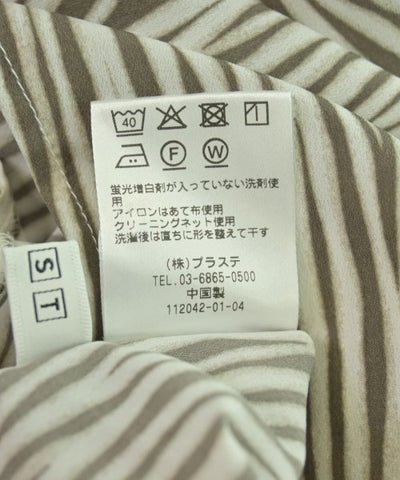 40
F W
蛍光増白剤が入っていない洗剤使
用
アイロンはあて布使用
クリーニングネット使用
洗濯後は直ちに形を整えて干す
(株)プラステ
TEL.03-6865-0500
中国製
112042-01-04
S T